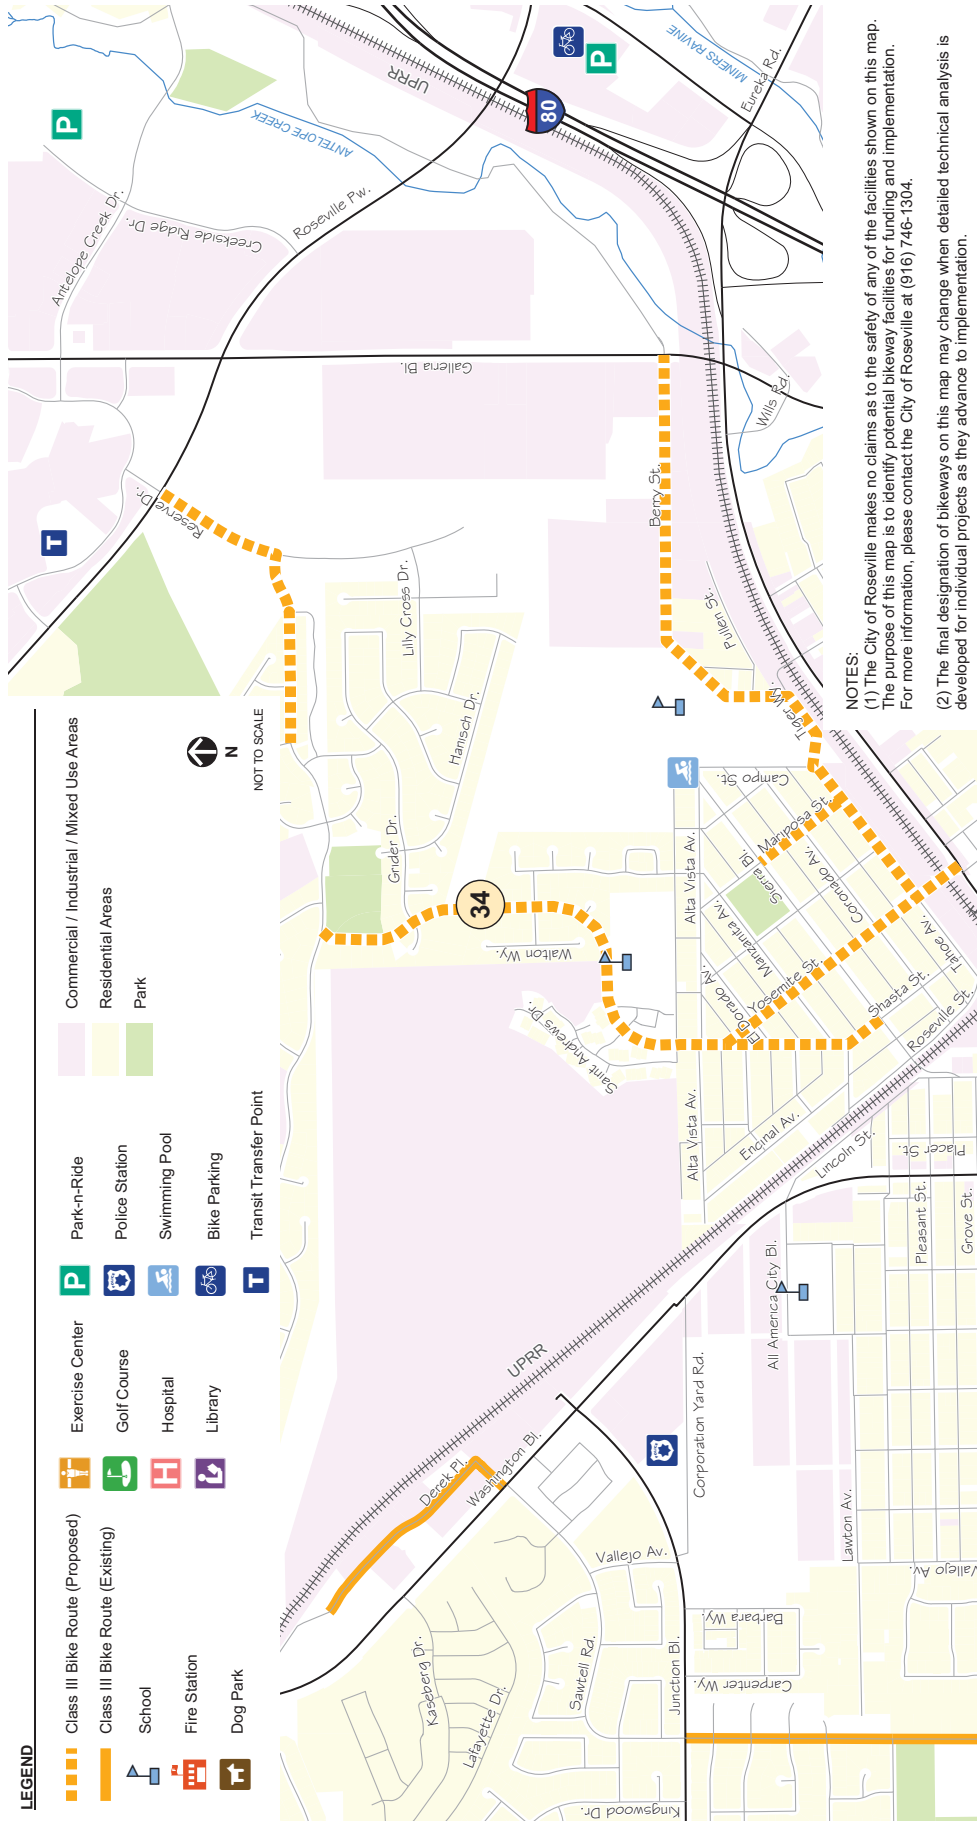 LEGEND
Class III Bike Route (Proposed)
Class III Bike Route (Existing)
School
Fire Station
Dog Park
Exercise Center
Golf Course
H
Hospital
Library
P
Park-n-Ride
Police Station
Swimming Pool
Bike Parking
T
Transit Transfer Point
Commercial / Industrial / Mixed Use Areas
Residential Areas
Park
N
NOT TO SCALE
T
P
P
Antelope Creek Dr.
Creekside Ridge Dr.
ANTELOPE CREEK
Roseville Pw.
UPRR
80
MINERS RAVINE
Eureka Rd.
Galleria Bl.
Reserve Dr.
Wills Rd.
Berry St.
Lilly Cross Dr.
Hanisch Dr.
Grider Dr.
Pullen St.
Tiger Wy.
Campo St.
Mariposa St.
Sierra Bl.
Coronado Av.
Manzanita Av.
Alta Vista Av.
34
Walton Wy.
Saint Andrews Dr.
El Dorado Av.
Yosemite St.
Shasta St.
Tahoe Av.
Roseville St.
Alta Vista Av.
Encinal Av.
Lincoln St.
Placer St.
Pleasant St.
Grove St.
All America City Bl.
UPRR
Derek Pl.
Washington Bl.
Corporation Yard Rd.
Lawton Av.
Vallejo Av.
Vallejo Av.
Barbara Wy.
Carpenter Wy.
Junction Bl.
Sawtell Rd.
Kaseberg Dr.
Lafayette Dr.
Kingswood Dr.
NOTES:
(1) The City of Roseville makes no claims as to the safety of any of the facilities shown on this map.
The purpose of this map is to identify potential bikeway facilities for funding and implementation.
For more information, please contact the City of Roseville at (916) 746-1304.
(2) The final designation of bikeways on this map may change when detailed technical analysis is
developed for individual projects as they advance to implementation.